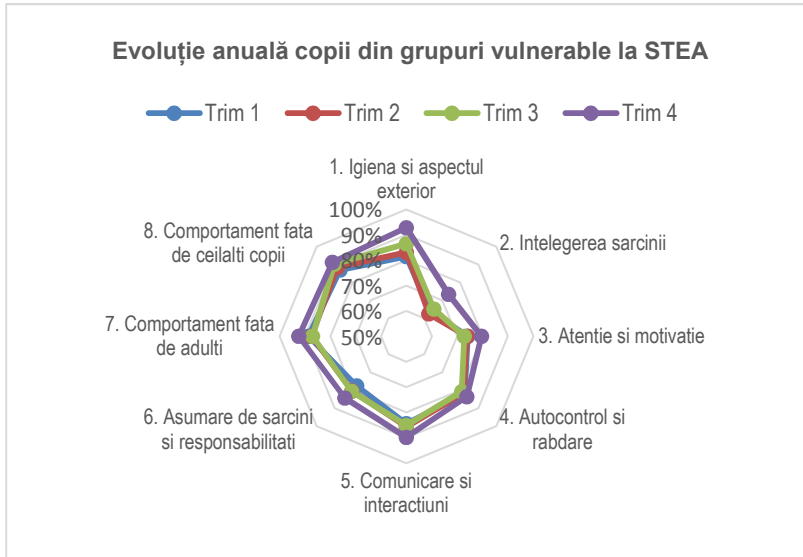 Evoluție anuală copii din grupuri vulnerable la STEA
Trim 1
Trim 2
Trim 3
Trim 4
1. Igiena si aspectul
exterior
100%
90%
80%
70%
60%
50%
2. Intelegerea sarcinii
3. Atentie si motivatie
4. Autocontrol si
rabdare
5. Comunicare si
interactiuni
6. Asumare de sarcini
si responsabilitati
7. Comportament fata
de adulti
8. Comportament fata
de ceilalti copii